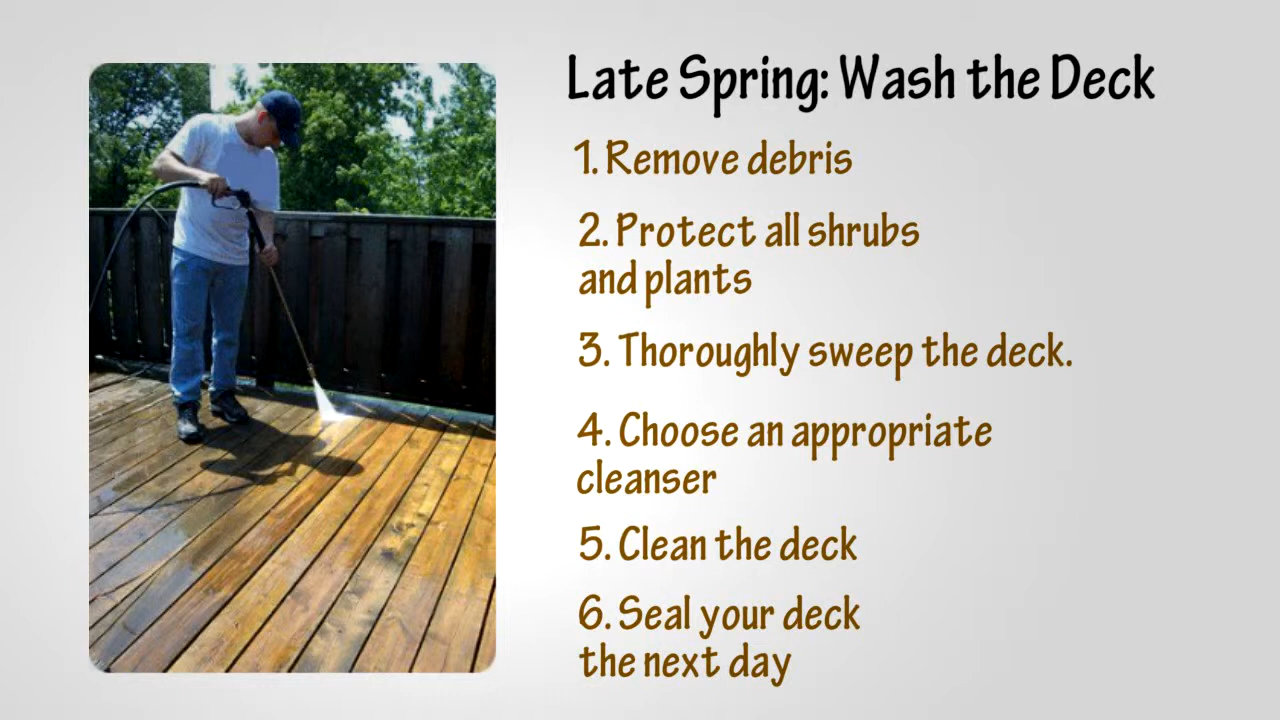 Late Spring: Wash the Deck
1. Remove debris
2. Protect all shrubs
and plants
3. Thoroughly sweep the deck.
4. Choose an appropriate
cleanser
5. Clean the deck
6. Seal your deck
the next day